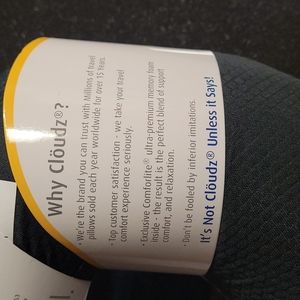 Why Clöudz®?
• We're the brand you can trust with Millions of travel
pillows sold each year worldwide for over 15 Years.
• Top customer satisfaction - we take your travel
comfort experience seriously.
• Exclusive Comforlite® ultra-premium memory foam
inside - the result is the perfect blend of support
comfort, and relaxation.
• Don't be fooled by inferior imitations.
It's Not Clöudz® Unless it Says!